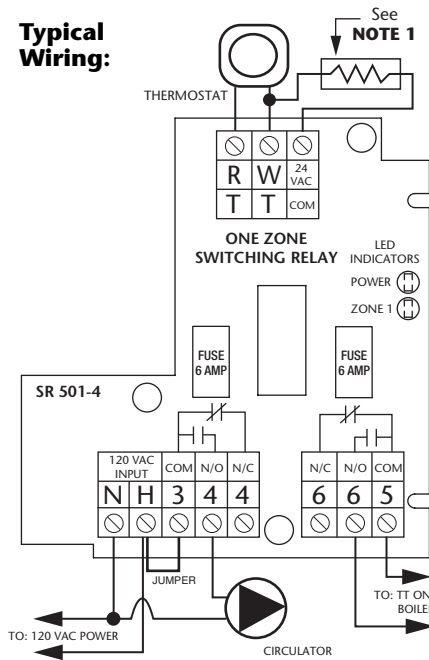 Typical
Wiring:
See
NOTE 1
THERMOSTAT
R W 24 VAC
T T COM
ONE ZONE
SWITCHING RELAY
LED
INDICATORS
POWER
ZONE 1
FUSE
6 AMP
FUSE
6 AMP
SR 501-4
120 VAC
INPUT
COM N/O N/C
N H 3 4 4
N/C N/O COM
6 6 5
JUMPER
TO: TT ON
BOILE
TO: 120 VAC POWER
CIRCULATOR